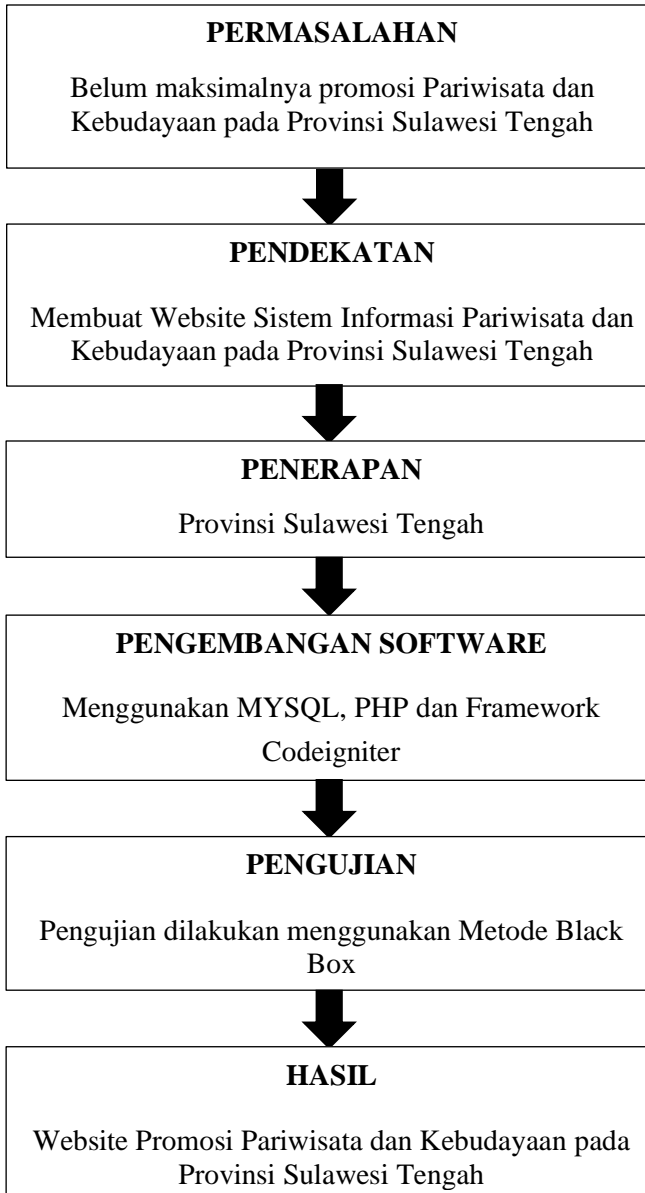 PERMASALAHAN
Belum maksimalnya promosi Pariwisata dan
Kebudayaan pada Provinsi Sulawesi Tengah
PENDEKATAN
Membuat Website Sistem Informasi Pariwisata dan
Kebudayaan pada Provinsi Sulawesi Tengah
PENERAPAN
Provinsi Sulawesi Tengah
PENGEMBANGAN SOFTWARE
Menggunakan MYSQL, PHP dan Framework
Codeigniter
PENGUJIAN
Pengujian dilakukan menggunakan Metode Black
Box
HASIL
Website Promosi Pariwisata dan Kebudayaan pada
Provinsi Sulawesi Tengah